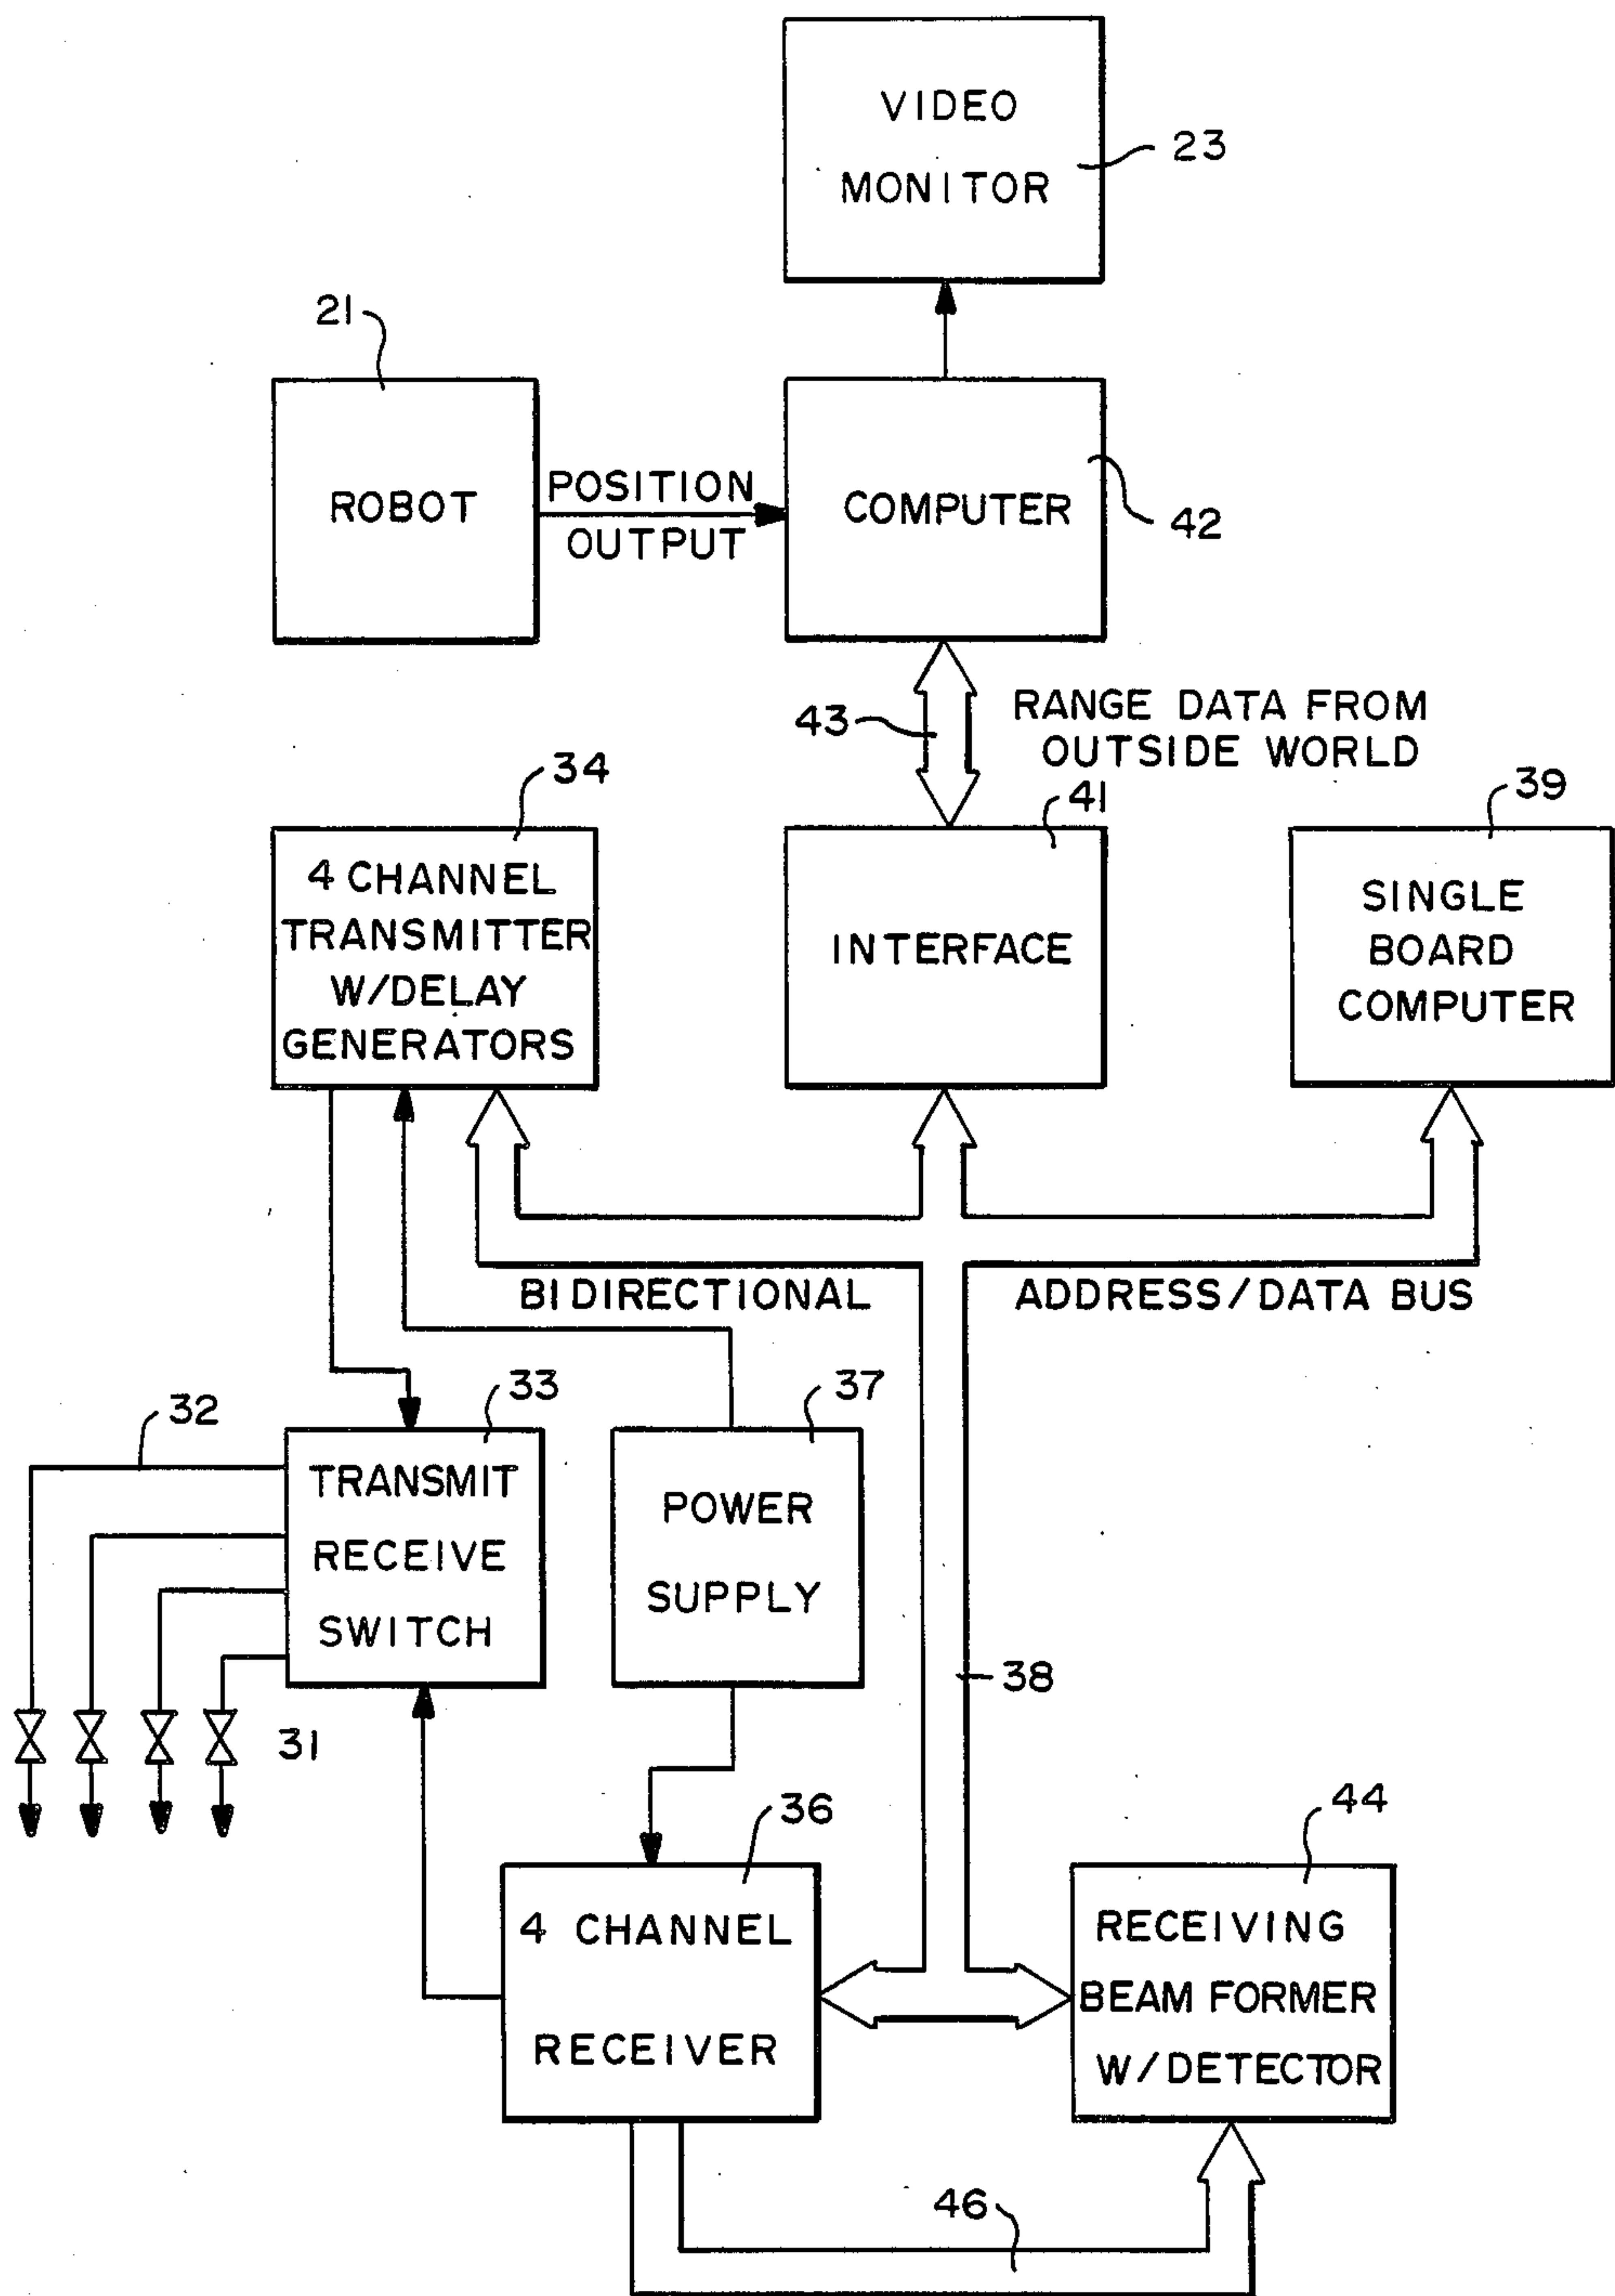 VIDEO
MONITOR
23
21
ROBOT
POSITION
OUTPUT
COMPUTER
42
43
RANGE DATA FROM
OUTSIDE WORLD
34
4 CHANNEL
TRANSMITTER
W/DELAY
GENERATORS
41
INTERFACE
39
SINGLE
BOARD
COMPUTER
BIDIRECTIONAL
ADDRESS/DATA BUS
32
33
TRANSMIT
RECEIVE
SWITCH
37
POWER
SUPPLY
38
31
36
4 CHANNEL
RECEIVER
44
RECEIVING
BEAM FORMER
W/DETECTOR
46